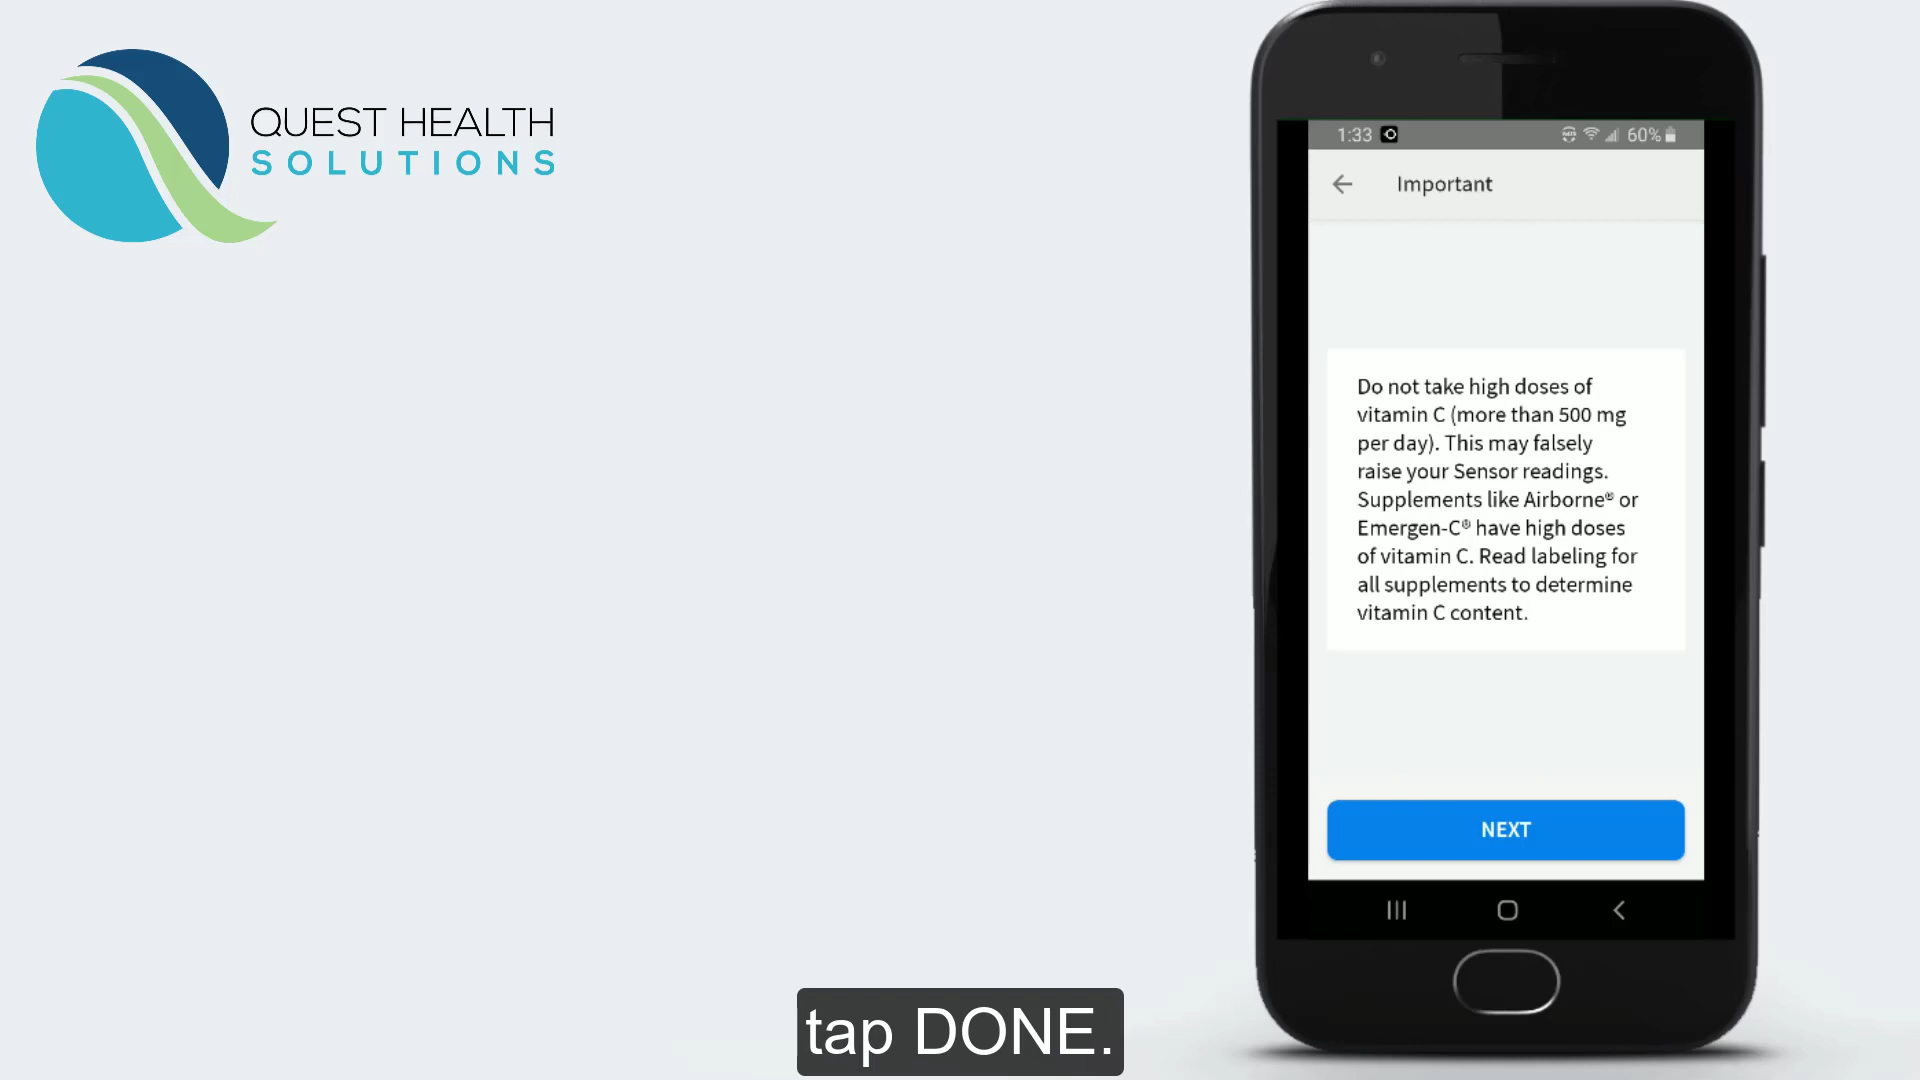 QUEST HEALTH
SOLUTIONS
1:33
60%
Important
Do not take high doses of
vitamin C (more than 500 mg
per day). This may falsely
raise your Sensor readings.
Supplements like Airborne® or
Emergen-C® have high doses
of vitamin C. Read labeling for
all supplements to determine
vitamin C content.
NEXT
tap DONE.